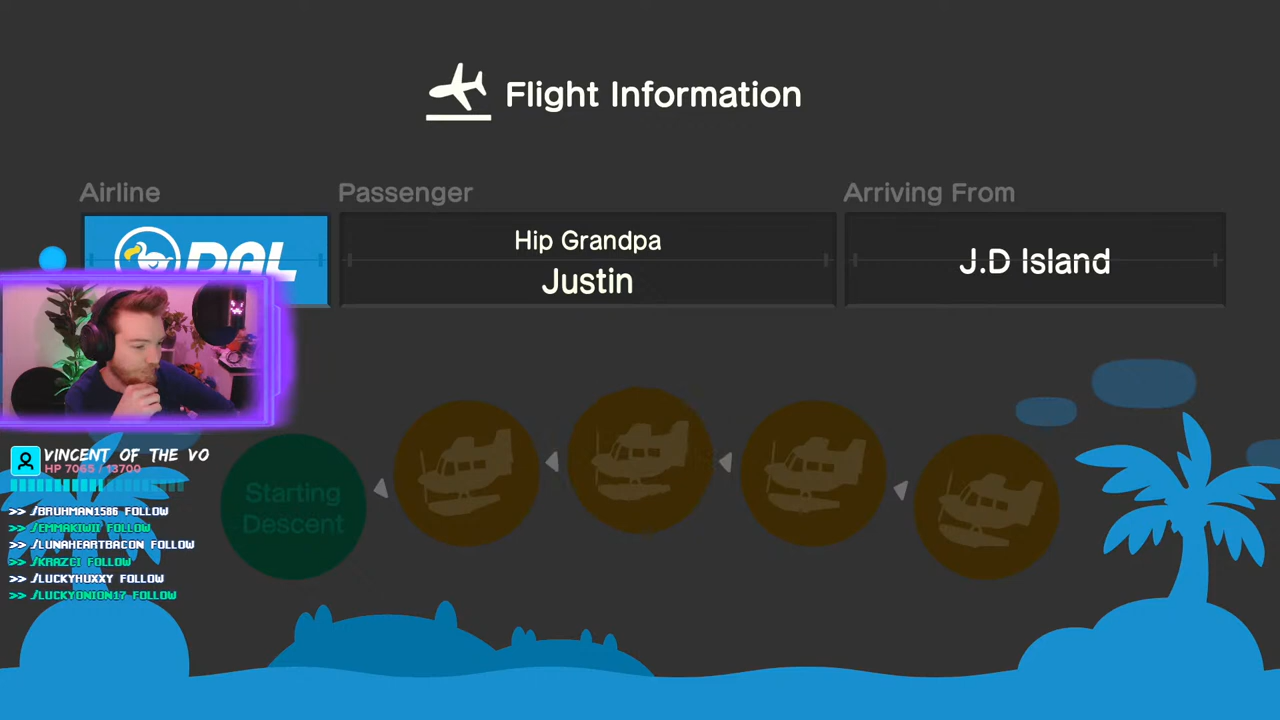 Flight Information
Airline
Passenger
Arriving From
DAL
Hip Grandpa
Justin
J.D Island
VINCENT OF THE VO
HP 7065 / 13700
>> /BRUHMAN1586 FOLLOW
>> /EMMAKIWII FOLLOW
>> /LUNAHEARTBACON FOLLOW
>> /KRAZCI FOLLOW
>> /LUCKYHUXXY FOLLOW
>> /LUCKYONION17 FOLLOW
Starting
Descent